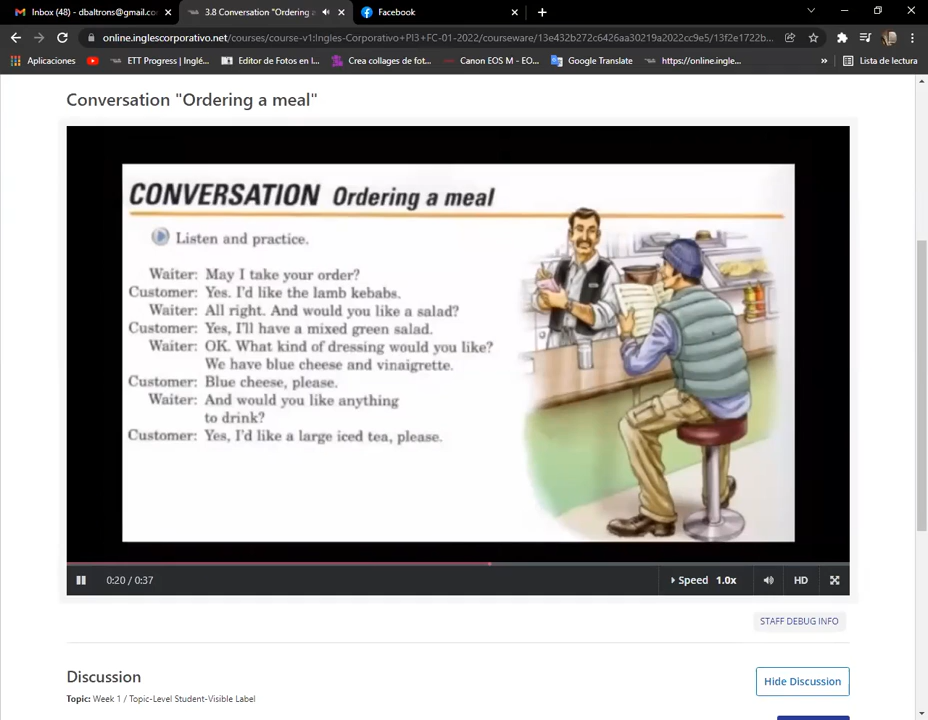 Inbox (48) - dbaltrons@gmail.co
3.8 Conversation "Ordering a
Facebook
online.inglescorporativo.net/courses/course-v1:Ingles-Corporativo+PI3+FC-01-2022/courseware/13e432b272c6426aa30219a2022cc9e5/13f2e1722b...
Aplicaciones
ETT Progress | Inglé...
Editor de Fotos en l...
Crea collages de fot...
Canon EOS M - EO...
Google Translate
https://online.ingle...
»
Lista de lectura
Conversation "Ordering a meal"
CONVERSATION Ordering a meal
Listen and practice.
Waiter: May I take your order?
Customer: Yes. I'd like the lamb kebabs.
Waiter: All right. And would you like a salad?
Customer: Yes, I'll have a mixed green salad.
Waiter: OK. What kind of dressing would you like?
We have blue cheese and vinaigrette.
Customer: Blue cheese, please.
Waiter: And would you like anything
to drink?
Customer: Yes, I'd like a large iced tea, please.
0:20 / 0:37
Speed 1.0x
HD
STAFF DEBUG INFO
Discussion
Hide Discussion
Topic: Week 1 / Topic-Level Student-Visible Label